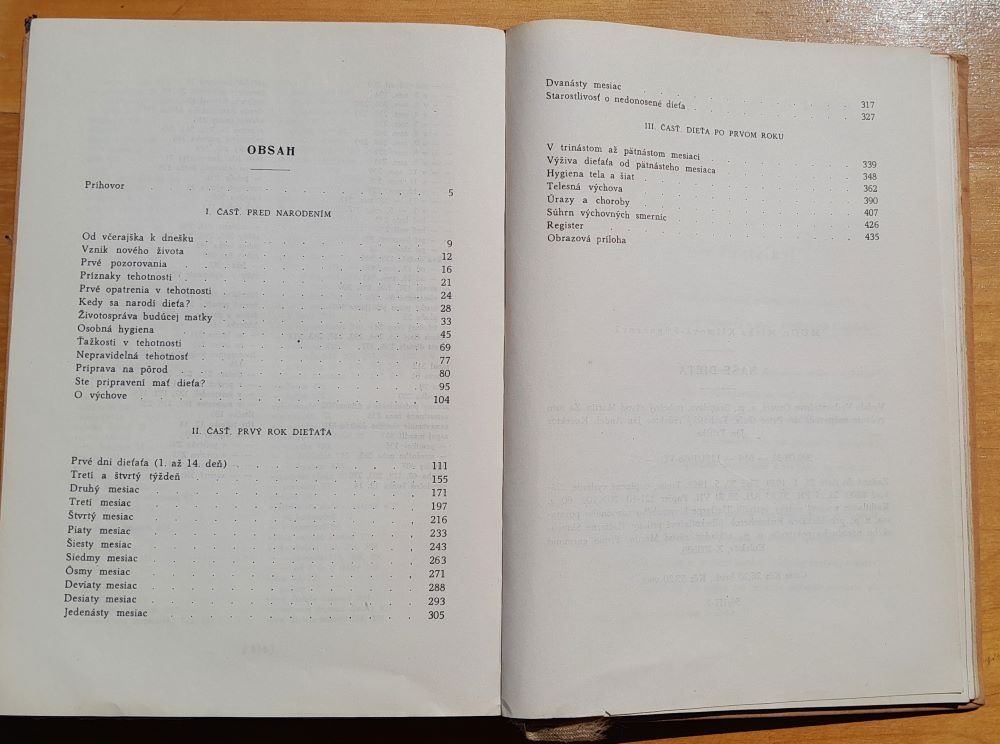 OBSAH
Príhovor . . . . . . . . . . . . 5
I. ČASŤ. PRED NARODENÍM
Od včerajška k dnešku . . . . . . . . 9
Vznik nového života . . . . . . . . 12
Prvé pozorovania . . . . . . . . 16
Príznaky tehotnosti . . . . . . . . 21
Prvé opatrenia v tehotnosti . . . . . . . . 24
Kedy sa narodí dieťa? . . . . . . . . 28
Životospráva budúcej matky . . . . . . . . 33
Osobná hygiena . . . . . . . . 45
Ťažkosti v tehotnosti . . . . . . . . 69
Nepravidelná tehotnosť . . . . . . . . 77
Príprava na pôrod . . . . . . . . 80
Ste pripravení mať dieťa? . . . . . . . . 95
O výchove . . . . . . . . 104
II. ČASŤ. PRVÝ ROK DIEŤAŤA
Prvé dni dieťaťa (1. až 14. deň) . . . . . . . . 111
Tretí a štvrtý týždeň . . . . . . . . 155
Druhý mesiac . . . . . . . . 171
Tretí mesiac . . . . . . . . 197
Štvrtý mesiac . . . . . . . . 216
Piaty mesiac . . . . . . . . 233
Šiesty mesiac . . . . . . . . 243
Siedmy mesiac . . . . . . . . 263
Ôsmy mesiac . . . . . . . . 271
Deviaty mesiac . . . . . . . . 288
Desiaty mesiac . . . . . . . . 293
Jedenásty mesiac . . . . . . . . 305
Dvanásty mesiac . . . . . . . . 317
Starostlivosť o nedonosené dieťa . . . . . . . . 327
III. ČASŤ. DIEŤA PO PRVOM ROKU
V trinástom až pätnástom mesiaci . . . . . . . . 339
Výživa dieťaťa od pätnásteho mesiaca . . . . . . . . 348
Hygiena tela a šiat . . . . . . . . 362
Telesná výchova . . . . . . . . 390
Úrazy a choroby . . . . . . . . 407
Súhrn výchovných smerníc . . . . . . . . 426
Register . . . . . . . . 435
Obrazová príloha